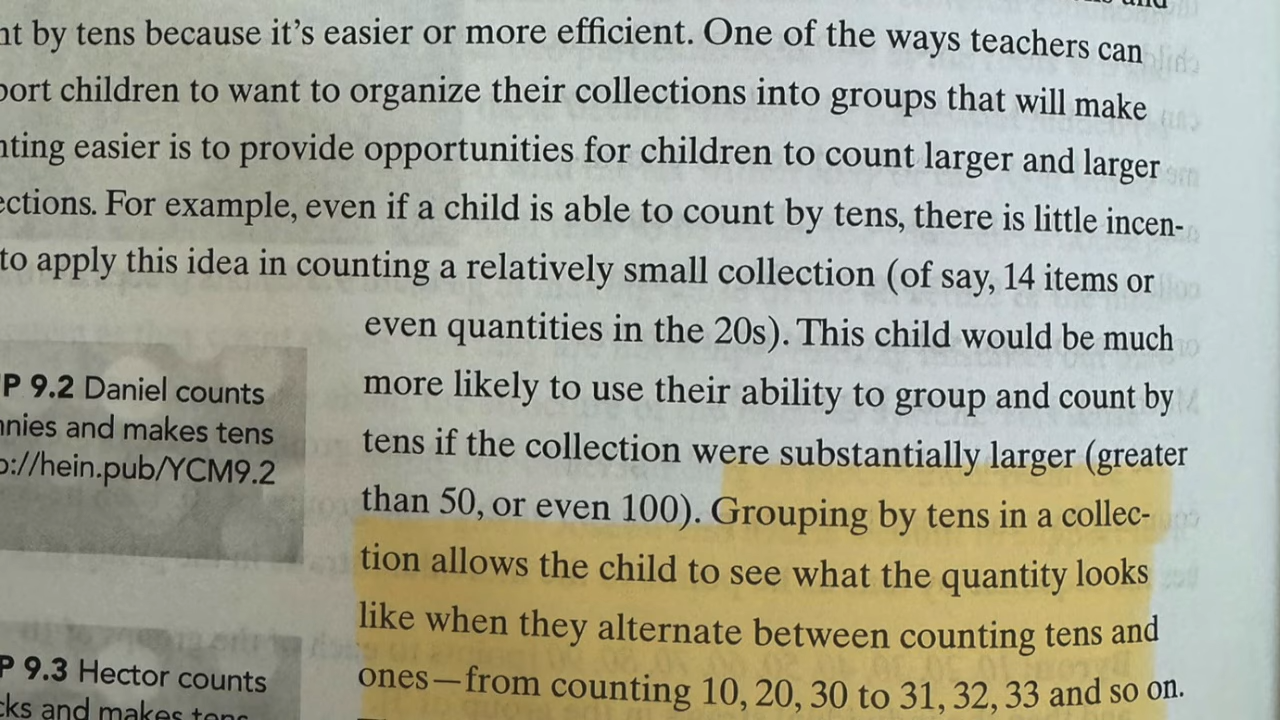 nt by tens because it's easier or more efficient. One of the ways teachers can
port children to want to organize their collections into groups that will make
nting easier is to provide opportunities for children to count larger and larger
ections. For example, even if a child is able to count by tens, there is little incen-
to apply this idea in counting a relatively small collection (of say, 14 items or
even quantities in the 20s). This child would be much
more likely to use their ability to group and count by
tens if the collection were substantially larger (greater
than 50, or even 100). Grouping by tens in a collec-
tion allows the child to see what the quantity looks
like when they alternate between counting tens and
ones—from counting 10, 20, 30 to 31, 32, 33 and so on.
P 9.2 Daniel counts
nnies and makes tens
p://hein.pub/YCM9.2
P 9.3 Hector counts
cks and makes tens